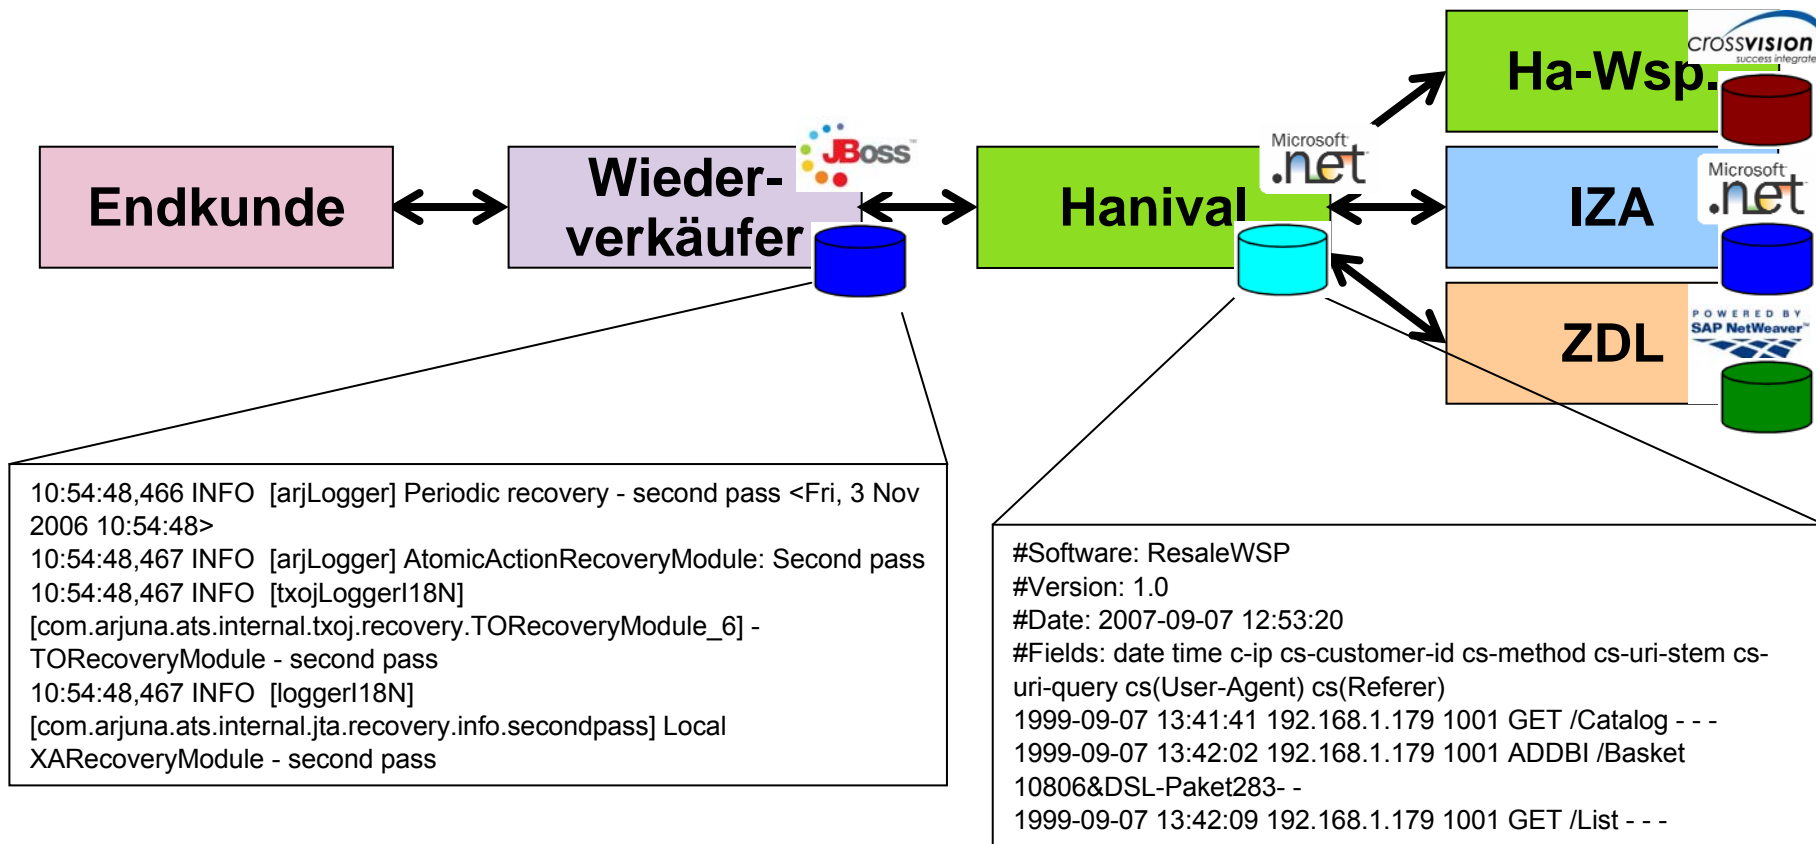 crossvision
success integrate
Ha-Wsp.
Endkunde
Wieder-
verkäufer
JBoss™
Hanival
Microsoft
.net
IZA
Microsoft
.net
ZDL
POWERED BY
SAP NetWeaver™
10:54:48,466 INFO [arjLogger] Periodic recovery - second pass <Fri, 3 Nov
2006 10:54:48>
10:54:48,467 INFO [arjLogger] AtomicActionRecoveryModule: Second pass
10:54:48,467 INFO [txojLoggerI18N]
[com.arjuna.ats.internal.txoj.recovery.TORecoveryModule_6] -
TORecoveryModule - second pass
10:54:48,467 INFO [loggerI18N]
[com.arjuna.ats.internal.jta.recovery.info.secondpass] Local
XARecoveryModule - second pass
#Software: ResaleWSP
#Version: 1.0
#Date: 2007-09-07 12:53:20
#Fields: date time c-ip cs-customer-id cs-method cs-uri-stem cs-
uri-query cs(User-Agent) cs(Referer)
1999-09-07 13:41:41 192.168.1.179 1001 GET /Catalog - - -
1999-09-07 13:42:02 192.168.1.179 1001 ADDBI /Basket
10806&DSL-Paket283- -
1999-09-07 13:42:09 192.168.1.179 1001 GET /List - - -